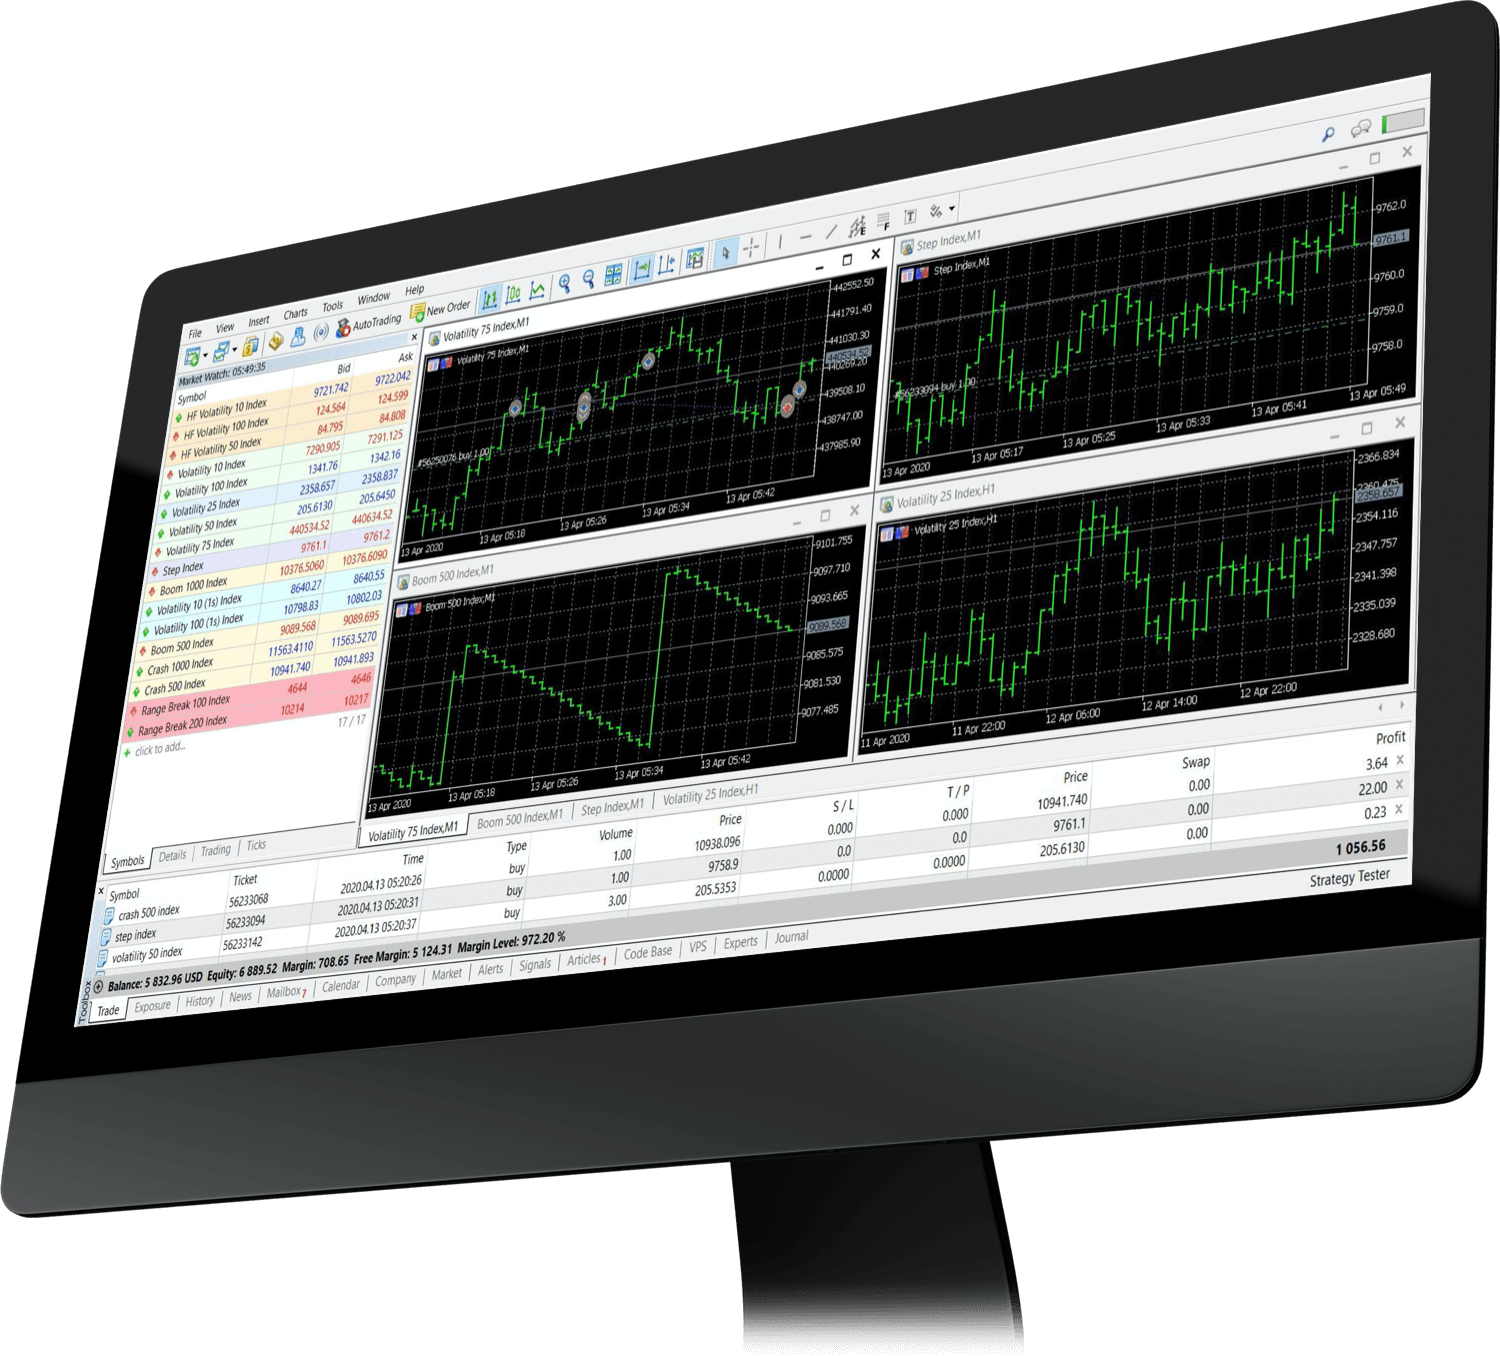 File View Insert Charts Tools Window Help
AutoTrading New Order
E F T
Market Watch: 05:49:35
Symbol Bid Ask
HF Volatility 10 Index 9721.742 9722.042
HF Volatility 100 Index 124.564 124.599
HF Volatility 50 Index 84.795 84.808
Volatility 10 Index 7290.905 7291.125
Volatility 100 Index 1341.76 1342.16
Volatility 25 Index 2358.657 2358.837
Volatility 50 Index 205.6130 205.6450
Volatility 75 Index 440534.52 440634.52
Step Index 9761.1 9761.2
Boom 1000 Index 10376.5060 10376.6090
Volatility 10 (1s) Index 8640.27 8640.55
Volatility 100 (1s) Index 10798.83 10802.03
Boom 500 Index 9089.568 9089.695
Crash 1000 Index 11563.4110 11563.5270
Crash 500 Index 10941.740 10941.893
Range Break 100 Index 4644 4646
Range Break 200 Index 10214 10217
click to add... 17 / 17
Symbols Details Trading Ticks
Volatility 75 Index,M1
Volatility 75 Index,M1
442552.50
441791.40
441030.30
440534.52
440269.20
439508.10
438747.00
437985.90
#56250076 buy 1.00
13 Apr 2020 13 Apr 05:18 13 Apr 05:26 13 Apr 05:34 13 Apr 05:42
Step Index,M1
Step Index,M1
9762.0
9761.1
9760.0
9759.0
9758.0
#56233094 buy 1.00
13 Apr 2020 13 Apr 05:17 13 Apr 05:25 13 Apr 05:33 13 Apr 05:41 13 Apr 05:49
Boom 500 Index,M1
Boom 500 Index,M1
9101.755
9097.710
9093.665
9089.568
9085.575
9081.530
9077.485
13 Apr 2020 13 Apr 05:18 13 Apr 05:26 13 Apr 05:34 13 Apr 05:42
Volatility 25 Index,H1
Volatility 25 Index,H1
2366.834
2360.475
2358.657
2354.116
2347.757
2341.398
2335.039
2328.680
11 Apr 2020 11 Apr 22:00 12 Apr 06:00 12 Apr 14:00 12 Apr 22:00
Volatility 75 Index,M1 Boom 500 Index,M1 Step Index,M1 Volatility 25 Index,H1
Symbol Ticket Time Type Volume Price S / L T / P Price Swap Profit
crash 500 index 56233068 2020.04.13 05:20:26 buy 1.00 10938.096 0.000 0.000 10941.740 0.00 3.64
step index 56233094 2020.04.13 05:20:31 buy 1.00 9758.9 0.0 0.0 9761.1 0.00 22.00
volatility 50 index 56233142 2020.04.13 05:20:37 buy 3.00 205.5353 0.0000 0.0000 205.6130 0.00 0.23
Balance: 5 832.96 USD Equity: 6 889.52 Margin: 708.65 Free Margin: 5 124.31 Margin Level: 972.20 % 1 056.56
Toolbox
Trade Exposure History News Mailbox 7 Calendar Company Market Alerts Signals Articles 1 Code Base VPS Experts Journal Strategy Tester